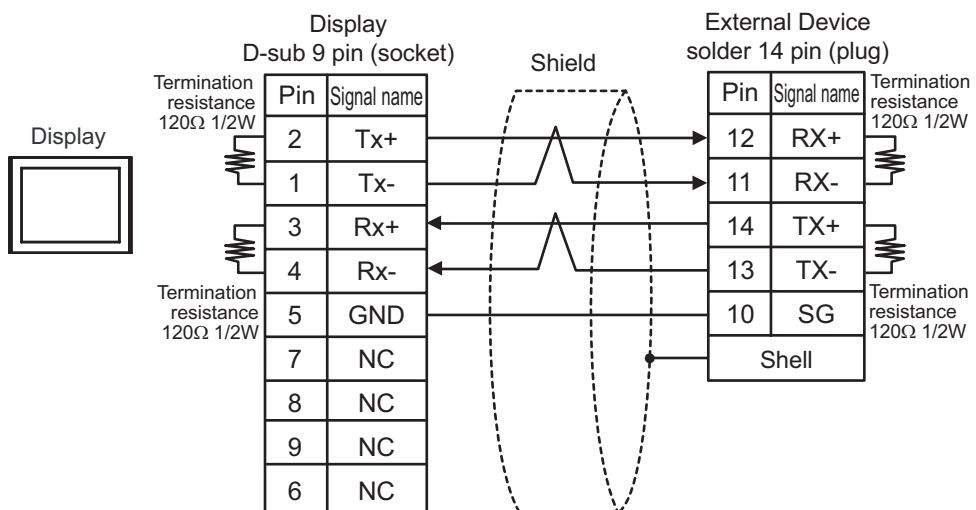 Display
D-sub 9 pin (socket)
External Device
solder 14 pin (plug)
Shield
Display
Termination
resistance
120Ω 1/2W
Pin Signal name
2 Tx+
1 Tx-
3 Rx+
4 Rx-
5 GND
7 NC
8 NC
9 NC
6 NC
Termination
resistance
120Ω 1/2W
Pin Signal name
12 RX+
11 RX-
14 TX+
13 TX-
10 SG
Shell
Termination
resistance
120Ω 1/2W
Termination
resistance
120Ω 1/2W